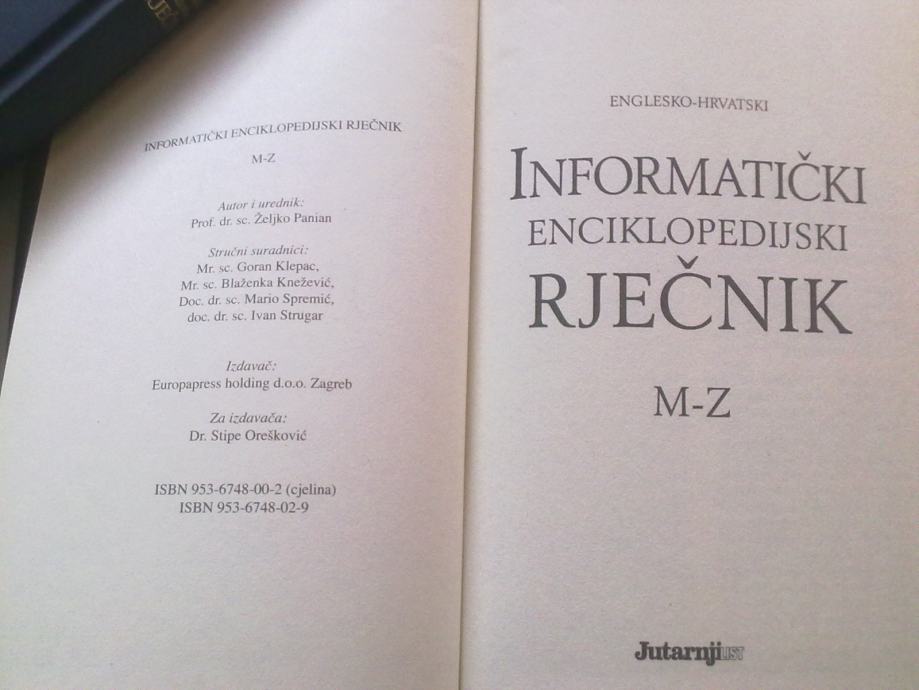 INFORMATIČKI ENCIKLOPEDIJSKI RJEČNIK
M-Z
Autor i urednik:
Prof. dr. sc. Željko Panian
Stručni suradnici:
Mr. sc. Goran Klepac,
Mr. sc. Blaženka Knežević,
Doc. dr. sc. Mario Spremić,
doc. dr. sc. Ivan Strugar
Izdavač:
Europapress holding d.o.o. Zagreb
Za izdavača:
Dr. Stipe Orešković
ISBN 953-6748-00-2 (cjelina)
ISBN 953-6748-02-9
ENGLESKO-HRVATSKI
INFORMATIČKI
ENCIKLOPEDIJSKI
RJEČNIK
M-Z
Jutarnji LIST